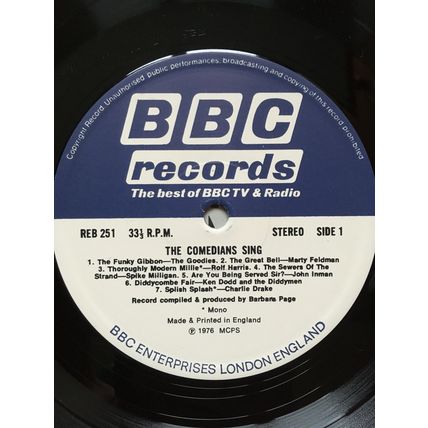 Copyright Record. Unauthorised public performances, broadcasting and copying of this record prohibited
BBC
records
The best of BBC TV & Radio
REB 251 33⅓ R.P.M. STEREO SIDE 1
THE COMEDIANS SING
1. The Funky Gibbon—The Goodies. 2. The Great Bell—Marty Feldman
3. Thoroughly Modern Millie*—Rolf Harris. 4. The Sewers Of The
Strand—Spike Milligan. 5. Are You Being Served Sir?—John Inman
6. Diddycombe Fair—Ken Dodd and the Diddymen
7. Splish Splash*—Charlie Drake
Record compiled & produced by Barbara Page
* Mono
Made & Printed in England
℗ 1976 MCPS
BBC ENTERPRISES LONDON ENGLAND